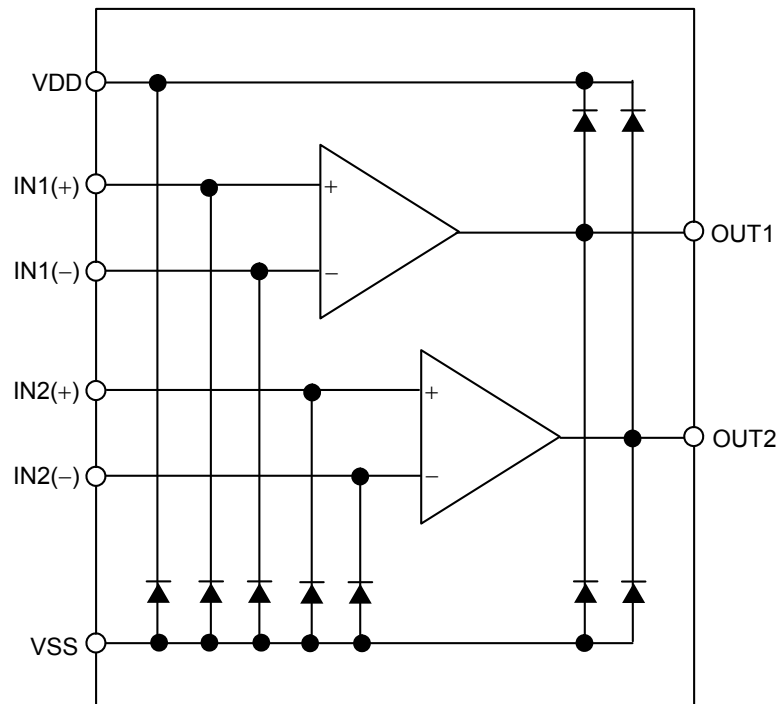 VDD
IN1(+)
+
OUT1
IN1(−)
−
IN2(+)
+
OUT2
IN2(−)
−
VSS